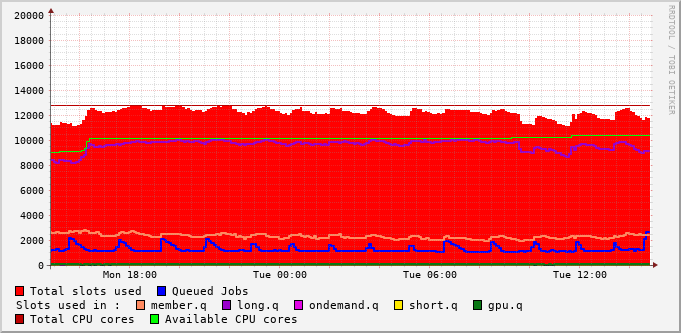 20000
18000
16000
14000
12000
10000
8000
6000
4000
2000
0
Mon 18:00 Tue 00:00 Tue 06:00 Tue 12:00
RRDTOOL / TOBI OETIKER
Total slots used Queued Jobs
Slots used in : member.q long.q ondemand.q short.q gpu.q
Total CPU cores Available CPU cores